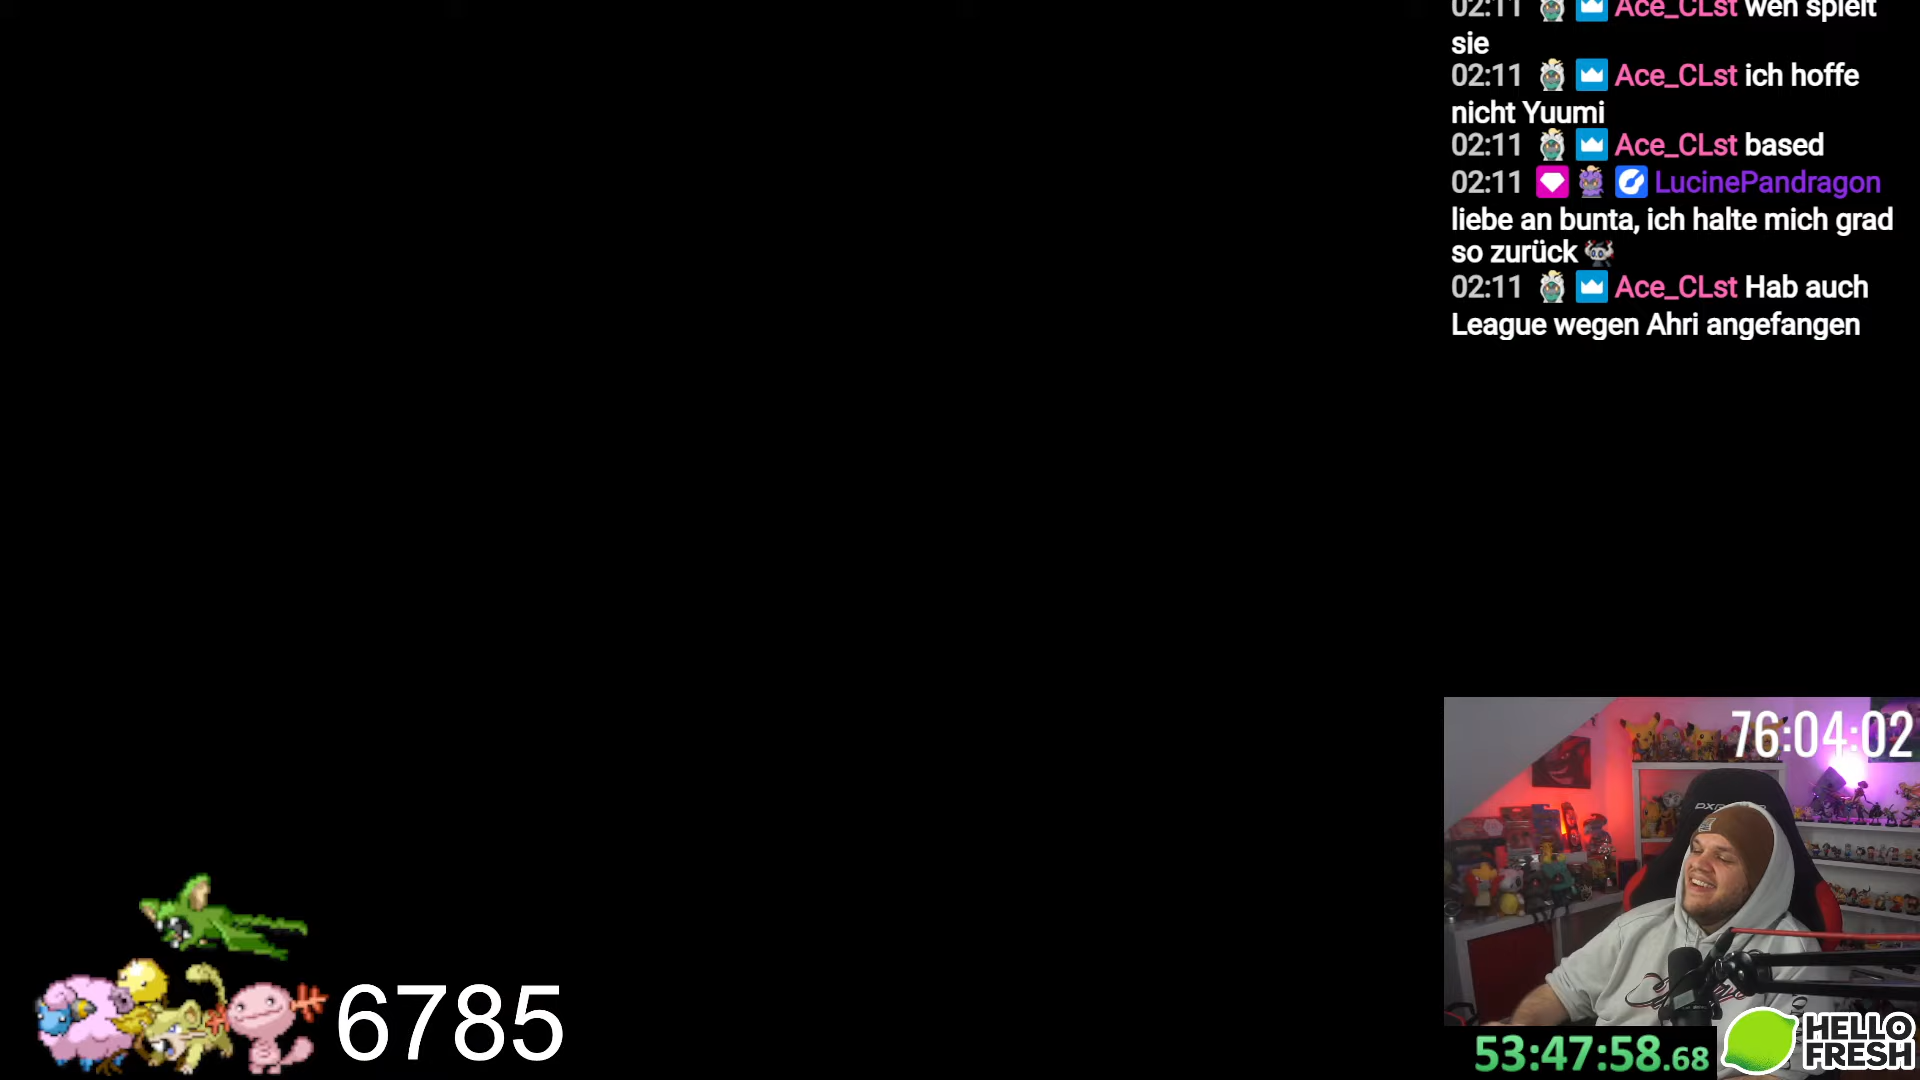 02:11 Ace_CLst weh spielt
sie
02:11 Ace_CLst ich hoffe
nicht Yuumi
02:11 Ace_CLst based
02:11 LucinePandragon
liebe an bunta, ich halte mich grad
so zurück
02:11 Ace_CLst Hab auch
League wegen Ahri angefangen
76:04:02
6785
53:47:58.68
HELLO
FRESH